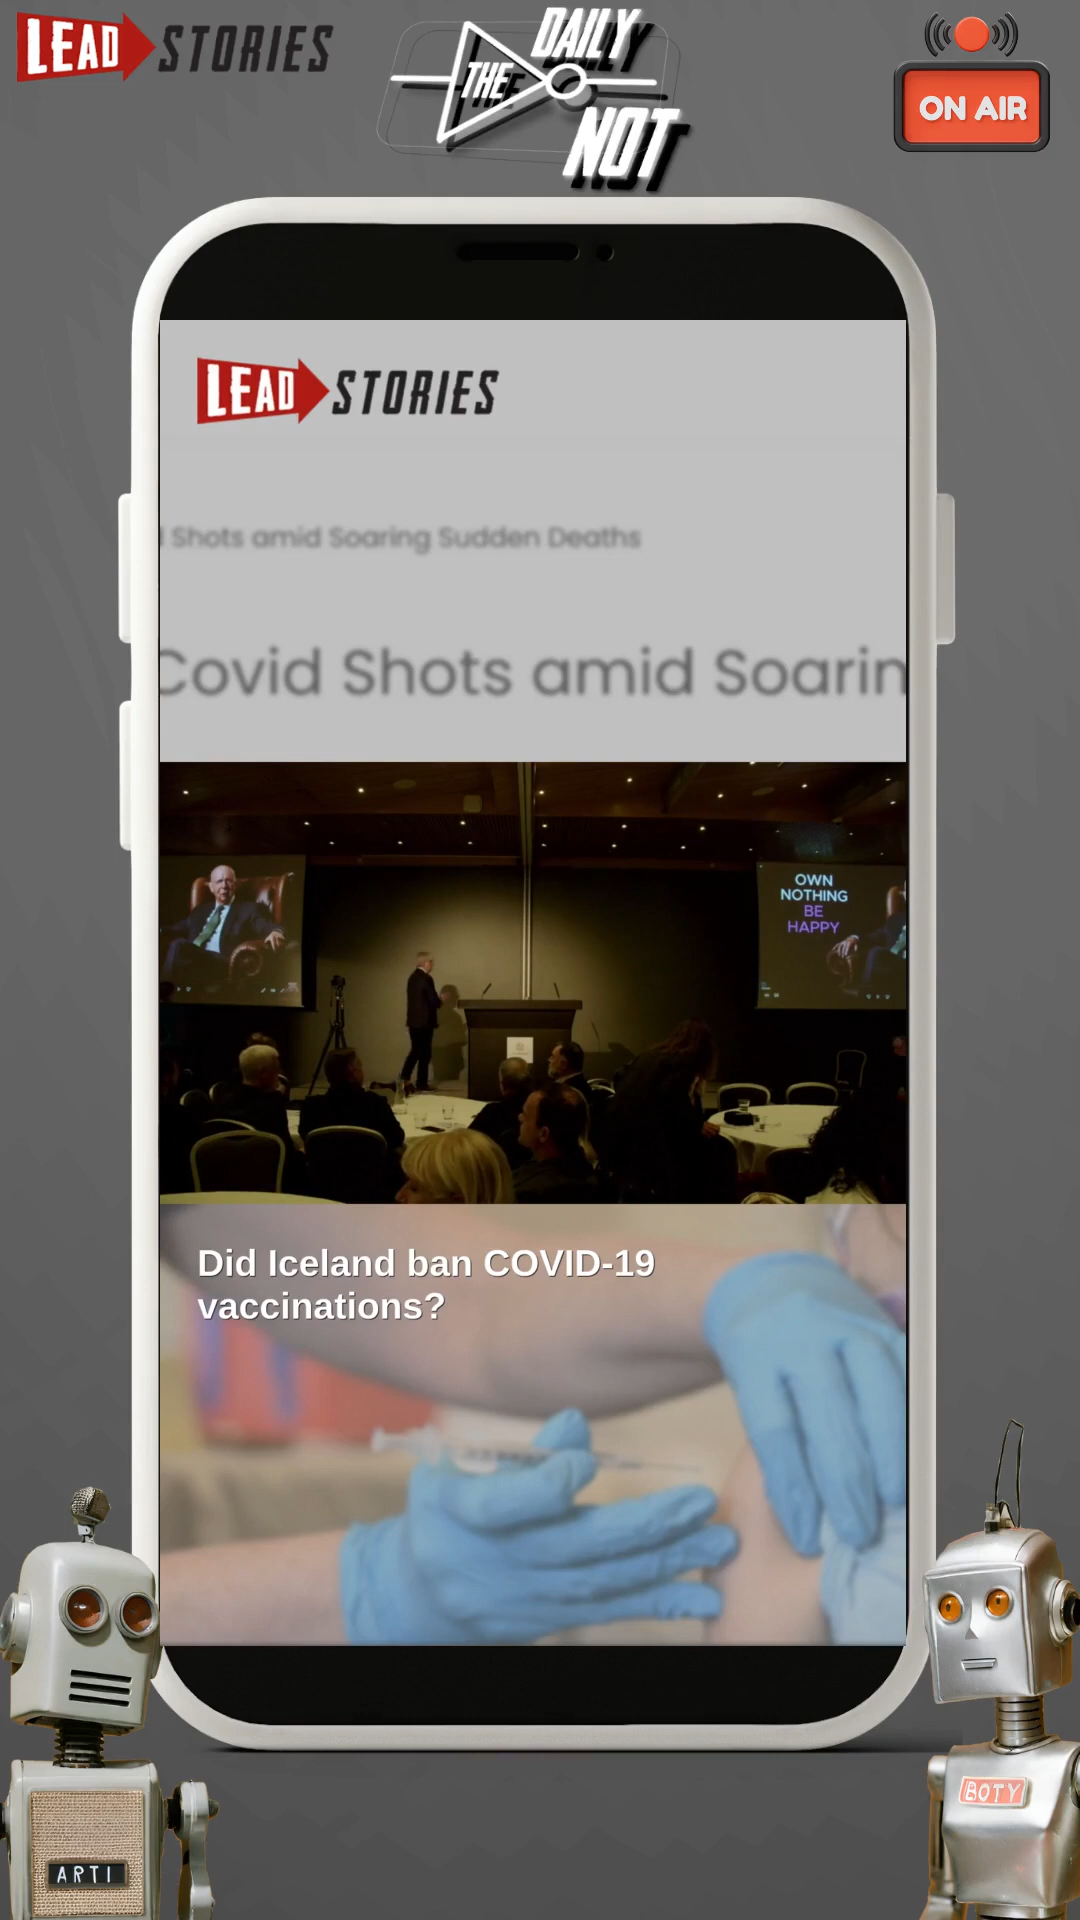 LEAD STORIES
THE DAILY NOT
ON AIR
LEAD STORIES
Shots amid Soaring Sudden Deaths
Covid Shots amid Soarin
OWN
NOTHING
BE
HAPPY
Did Iceland ban COVID-19
vaccinations?
BOTY
ARTI